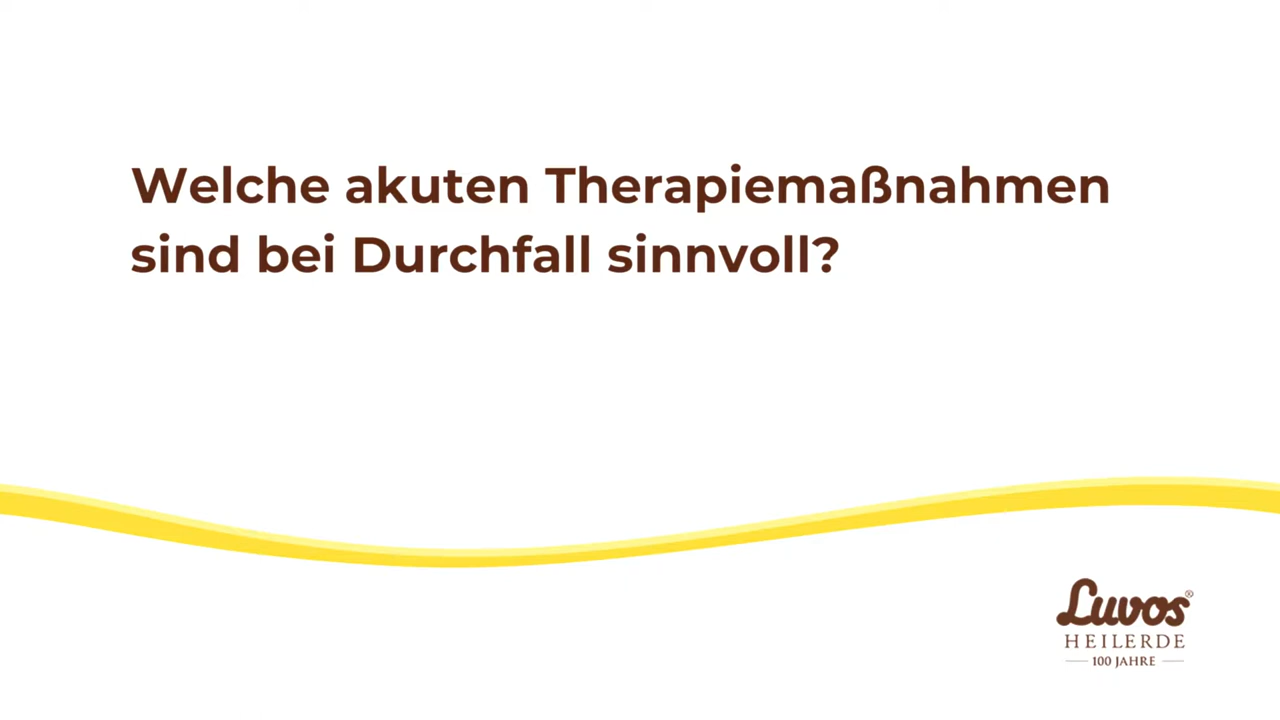 Welche akuten Therapiemaßnahmen
sind bei Durchfall sinnvoll?
Luvos®
HEILERDE
100 JAHRE